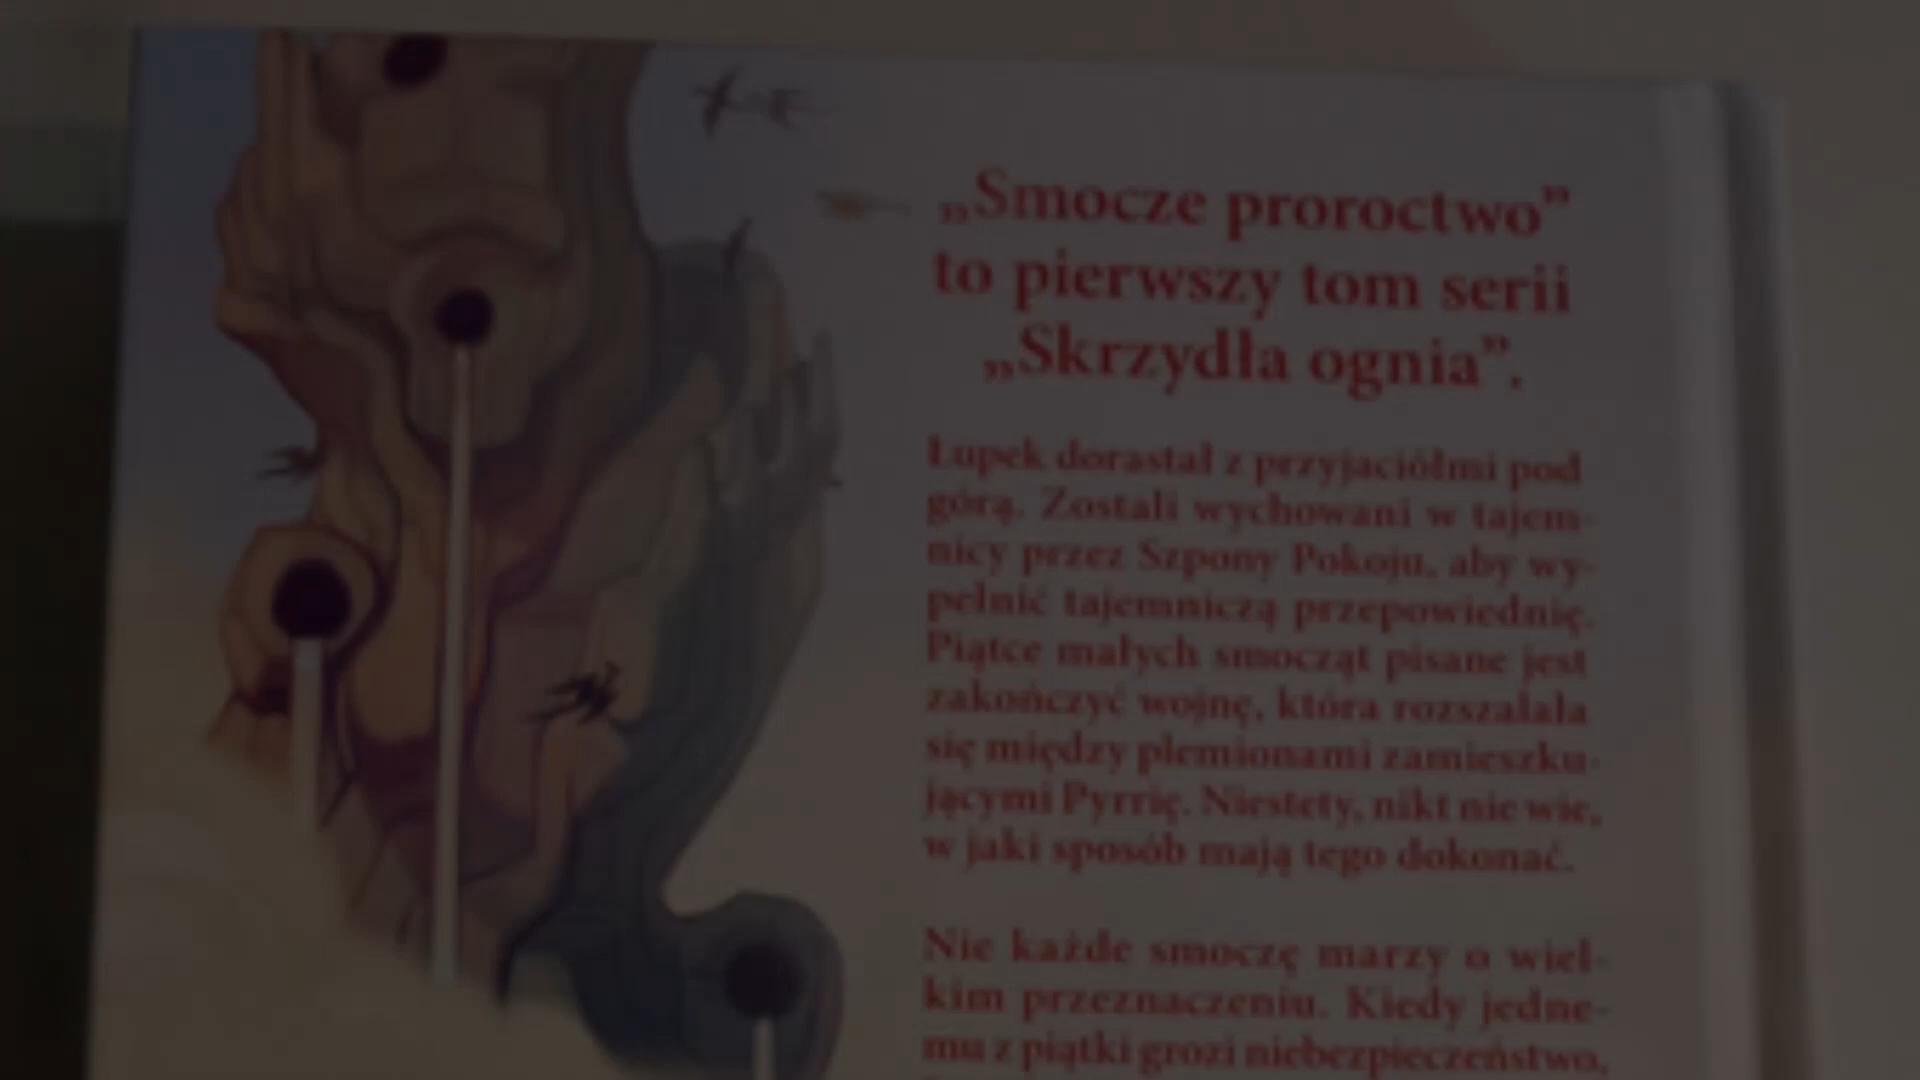 „Smocze proroctwo”
to pierwszy tom serii
„Skrzydła ognia”.
Łupek dorastał z przyjaciółmi pod
górą. Zostali wychowani w tajem-
nicy przez Szpony Pokoju, aby wy-
pełnić tajemniczą przepowiednię.
Piątce małych smocząt pisane jest
zakończyć wojnę, która rozszalała
się między plemionami zamieszku-
jącymi Pyrrię. Niestety, nikt nie wie,
w jaki sposób mają tego dokonać.
Nie każde smoczę marzy o wiel-
kim przeznaczeniu. Kiedy jedne-
mu z piątki grozi niebezpieczeństwo,